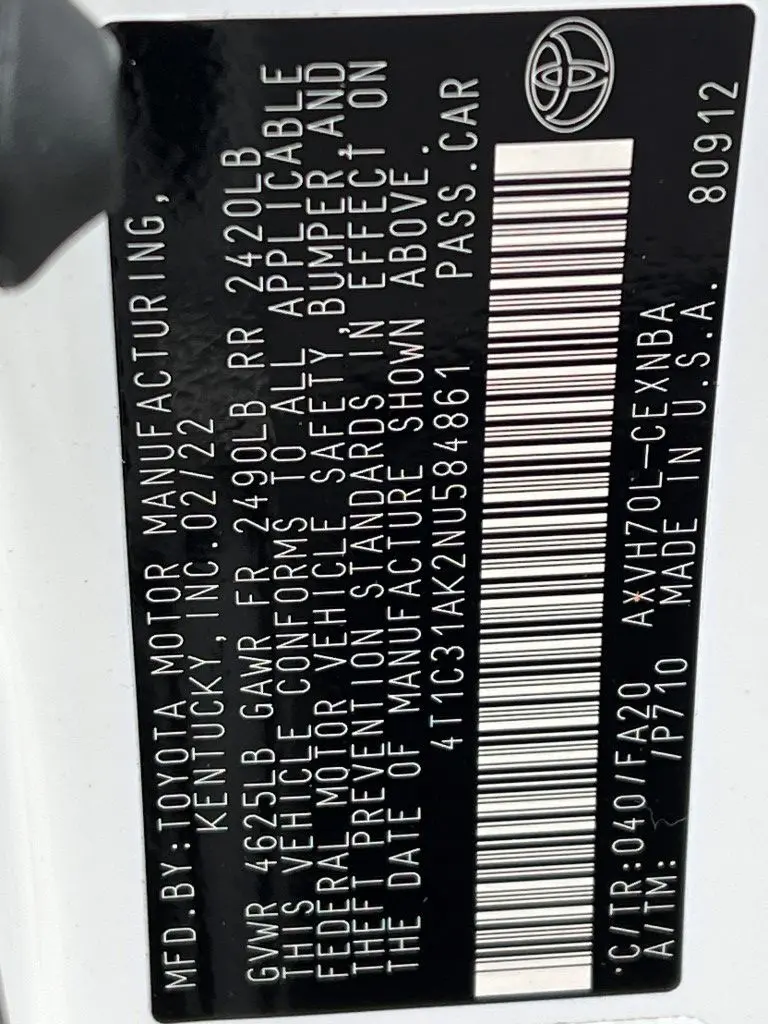 MFD.BY:TOYOTA MOTOR MANUFACTURING,
KENTUCKY,INC.02/22
GVWR 4625LB GAWR FR 2490LB RR 2420LB
THIS VEHICLE CONFORMS TO ALL APPLICABLE
FEDERAL MOTOR VEHICLE SAFETY,BUMPER,AND
THEFT PREVENTION STANDARDS IN EFFECT ON
THE DATE OF MANUFACTURE SHOWN ABOVE.
4T1C31AK2NU584861 PASS.CAR
C/TR:040/FA20 AXVH70L-CEXNBA
A/TM: /P710 MADE IN U.S.A. 80912